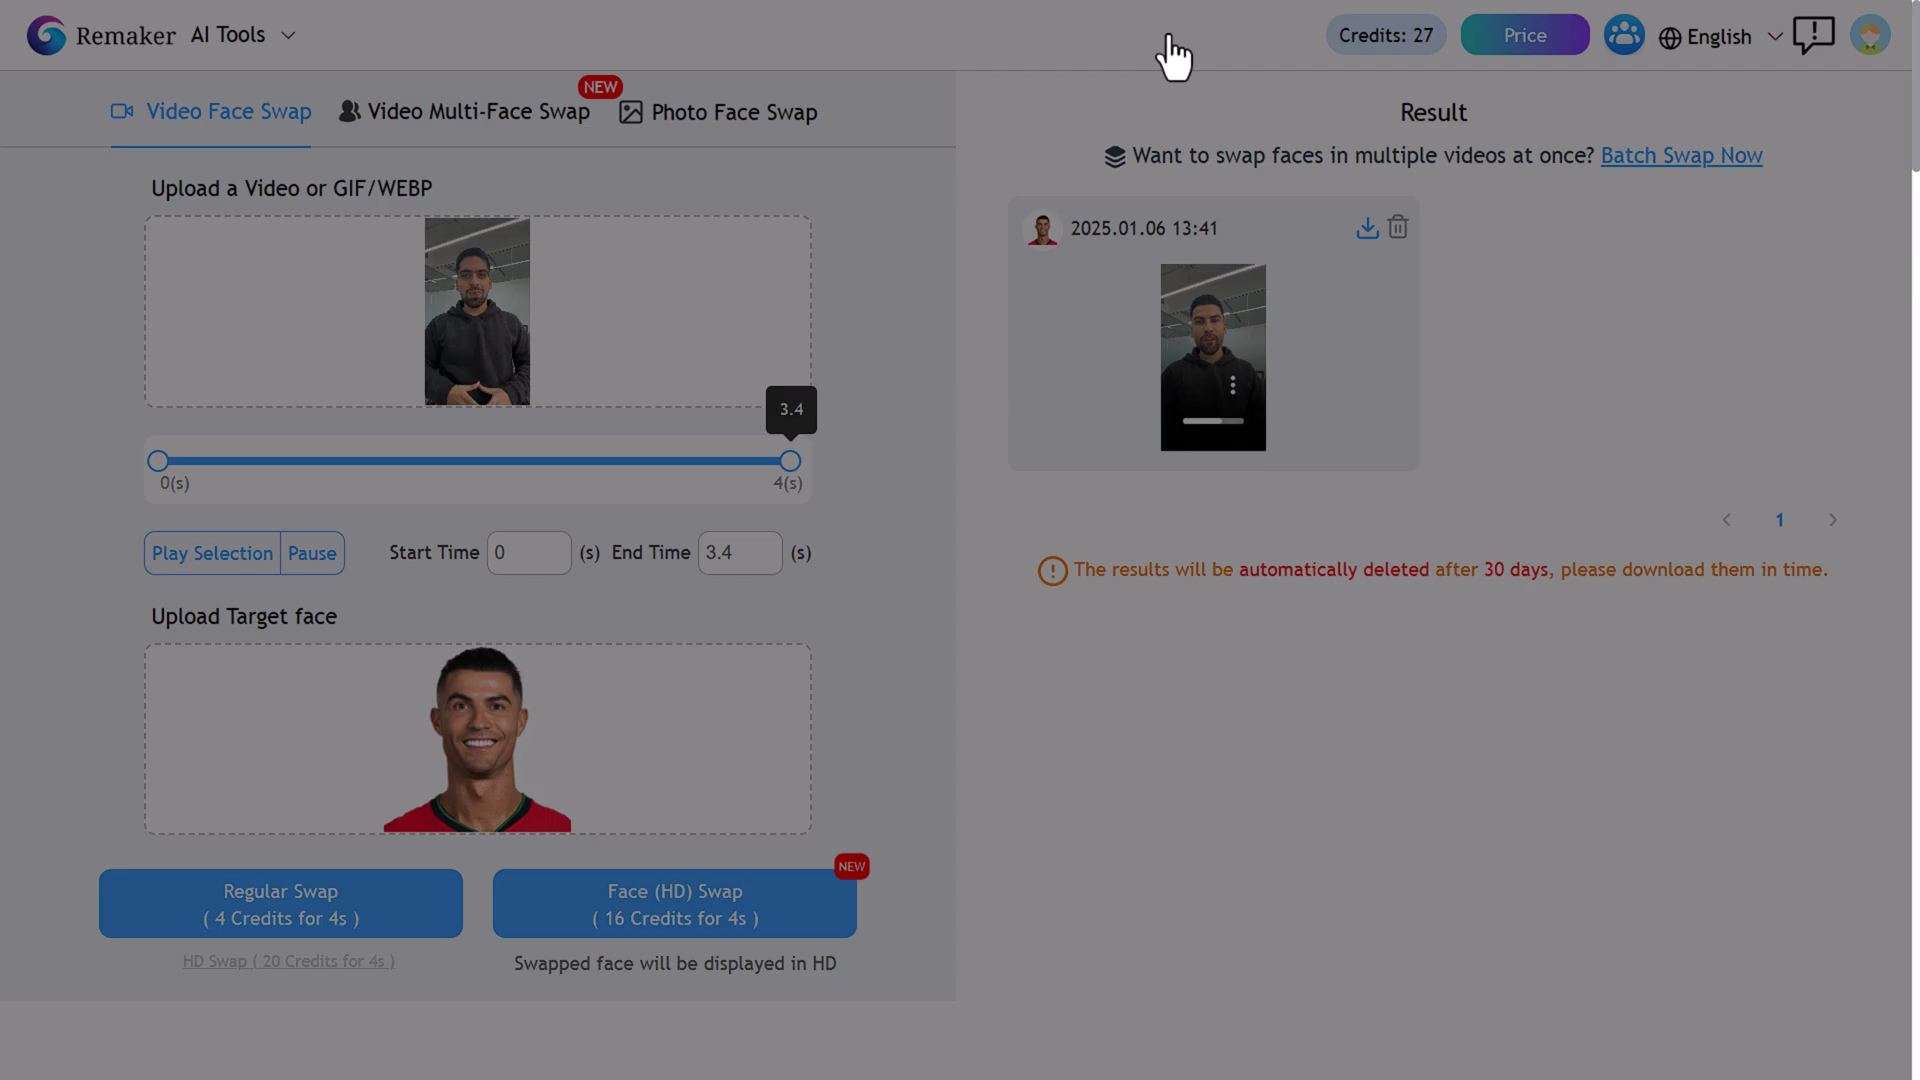 Remaker AI Tools
Credits: 27
Price
English
Video Face Swap
Video Multi-Face Swap
NEW
Photo Face Swap
Upload a Video or GIF/WEBP
3.4
0(s)
4(s)
Play Selection
Pause
Start Time 0 (s) End Time 3.4 (s)
Upload Target face
Regular Swap
( 4 Credits for 4s )
NEW
Face (HD) Swap
( 16 Credits for 4s )
HD Swap ( 20 Credits for 4s )
Swapped face will be displayed in HD
Result
Want to swap faces in multiple videos at once? Batch Swap Now
2025.01.06 13:41
1
The results will be automatically deleted after 30 days, please download them in time.